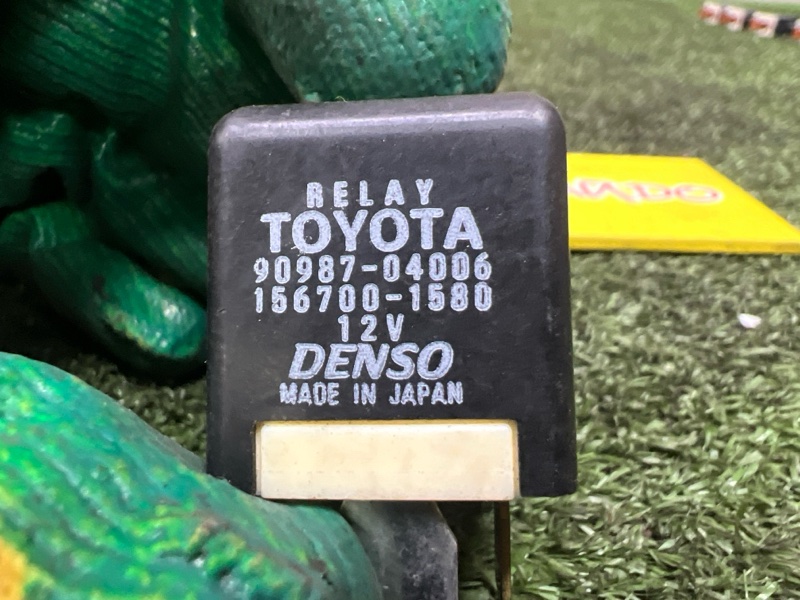 RELAY
TOYOTA
90987-04006
156700-1580
12V
DENSO
MADE IN JAPAN